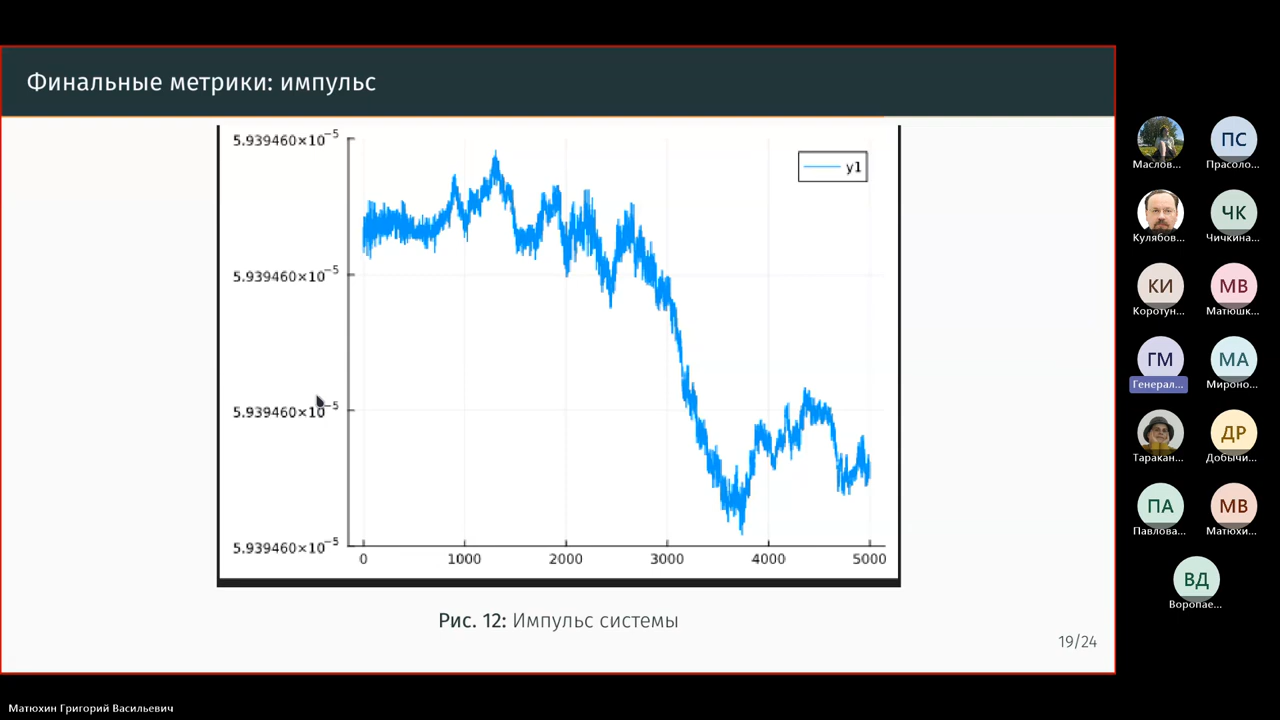 Финальные метрики: импульс
5.939460×10⁻⁵
5.939460×10⁻⁵
5.939460×10⁻⁵
5.939460×10⁻⁵
y1
0 1000 2000 3000 4000 5000
Рис. 12: Импульс системы
19/24
Маслов...
ПС
Прасоло...
Кулябов...
ЧК
Чичкина...
КИ
Коротун...
МВ
Матюшк...
ГМ
Генерал...
МА
Мироно...
Таракан...
ДР
Добычи...
ПА
Павлова...
МВ
Матюхи...
ВД
Воропае...
Матюхин Григорий Васильевич